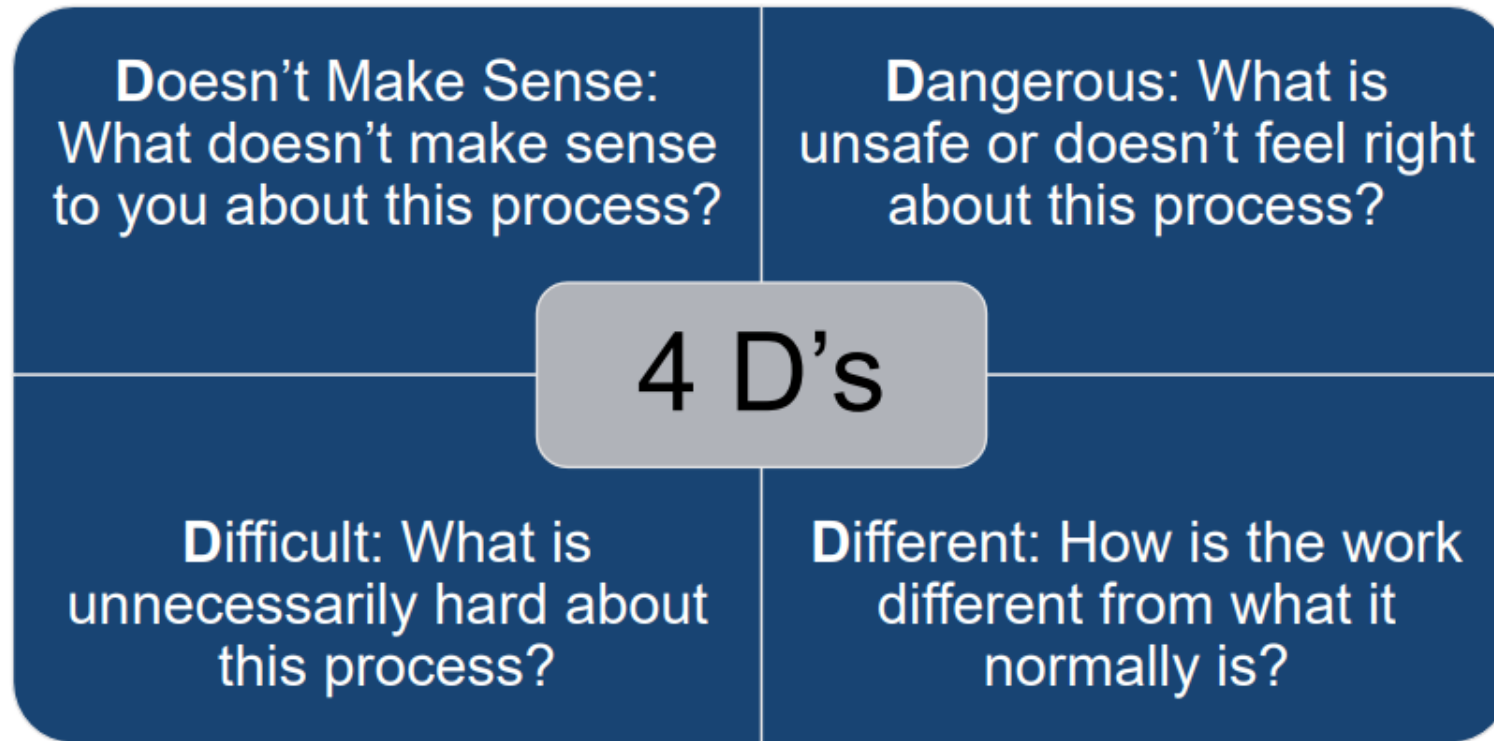 Doesn’t Make Sense:
What doesn’t make sense
to you about this process?
Dangerous: What is
unsafe or doesn’t feel right
about this process?
4 D’s
Difficult: What is
unnecessarily hard about
this process?
Different: How is the work
different from what it
normally is?